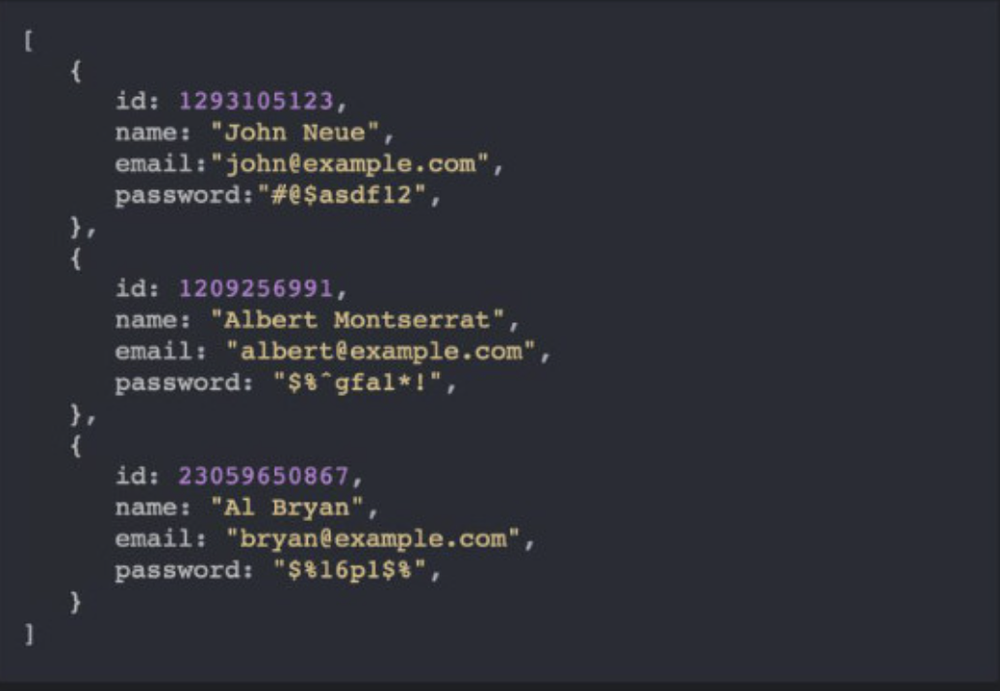 [
   {
      id: 1293105123,
      name: "John Neue",
      email:"john@example.com",
      password:"#@$asdf12",
   },
   {
      id: 1209256991,
      name: "Albert Montserrat",
      email: "albert@example.com",
      password: "$%^gfal*!",
   },
   {
      id: 23059650867,
      name: "Al Bryan",
      email: "bryan@example.com",
      password: "$%16pl$%",
   }
]